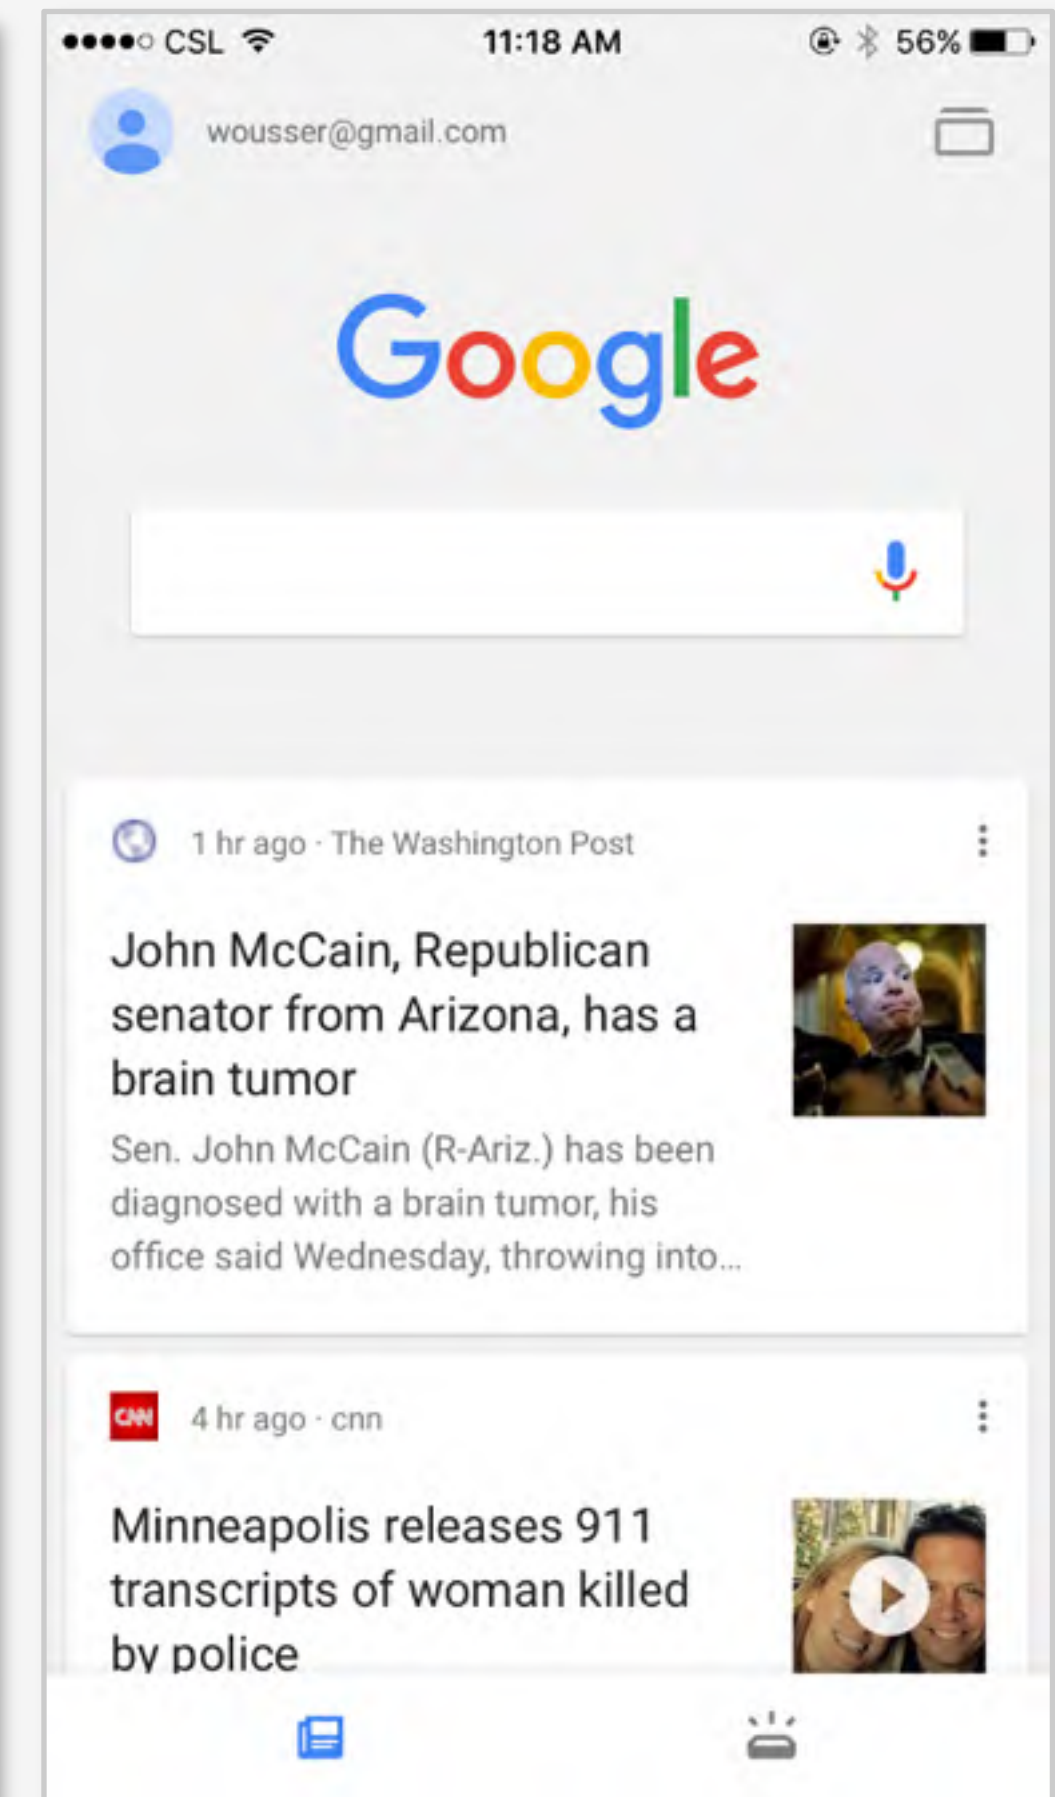 CSL 11:18 AM 56%
wousser@gmail.com
Google
1 hr ago · The Washington Post
John McCain, Republican
senator from Arizona, has a
brain tumor
Sen. John McCain (R-Ariz.) has been
diagnosed with a brain tumor, his
office said Wednesday, throwing into...
CNN 4 hr ago · cnn
Minneapolis releases 911
transcripts of woman killed
by police